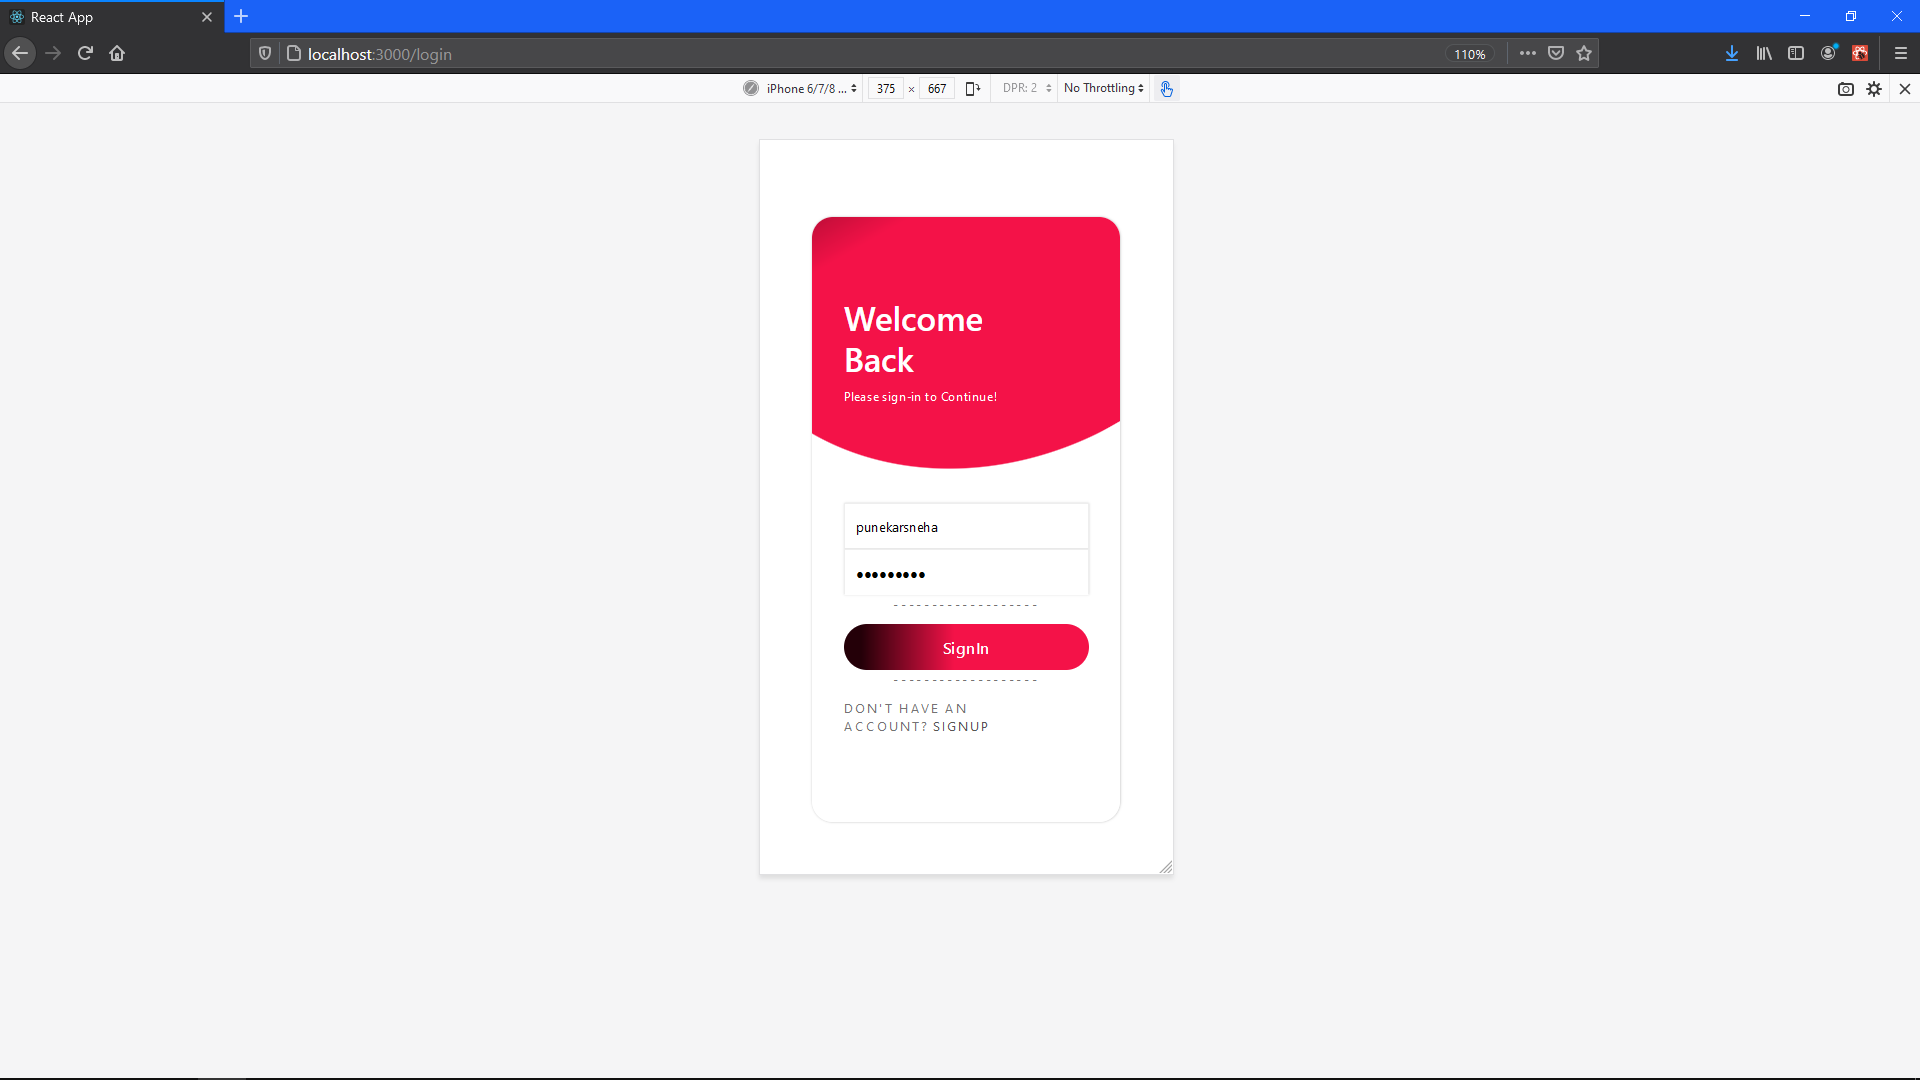 React App
localhost:3000/login
110%
iPhone 6/7/8 ...
375 × 667
DPR: 2
No Throttling
Welcome
Back
Please sign-in to Continue!
punekarsneha
•••••••••
-------------------
SignIn
-------------------
DON'T HAVE AN
ACCOUNT? SIGNUP